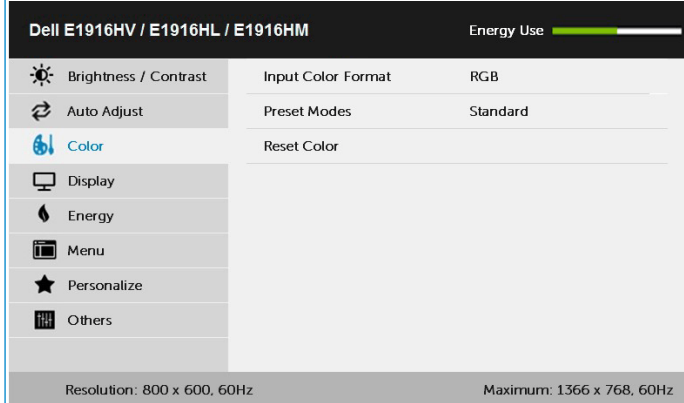 Dell E1916HV / E1916HL / E1916HM Energy Use
Brightness / Contrast Input Color Format RGB
Auto Adjust Preset Modes Standard
Color Reset Color
Display
Energy
Menu
Personalize
Others
Resolution: 800 x 600, 60Hz Maximum: 1366 x 768, 60Hz